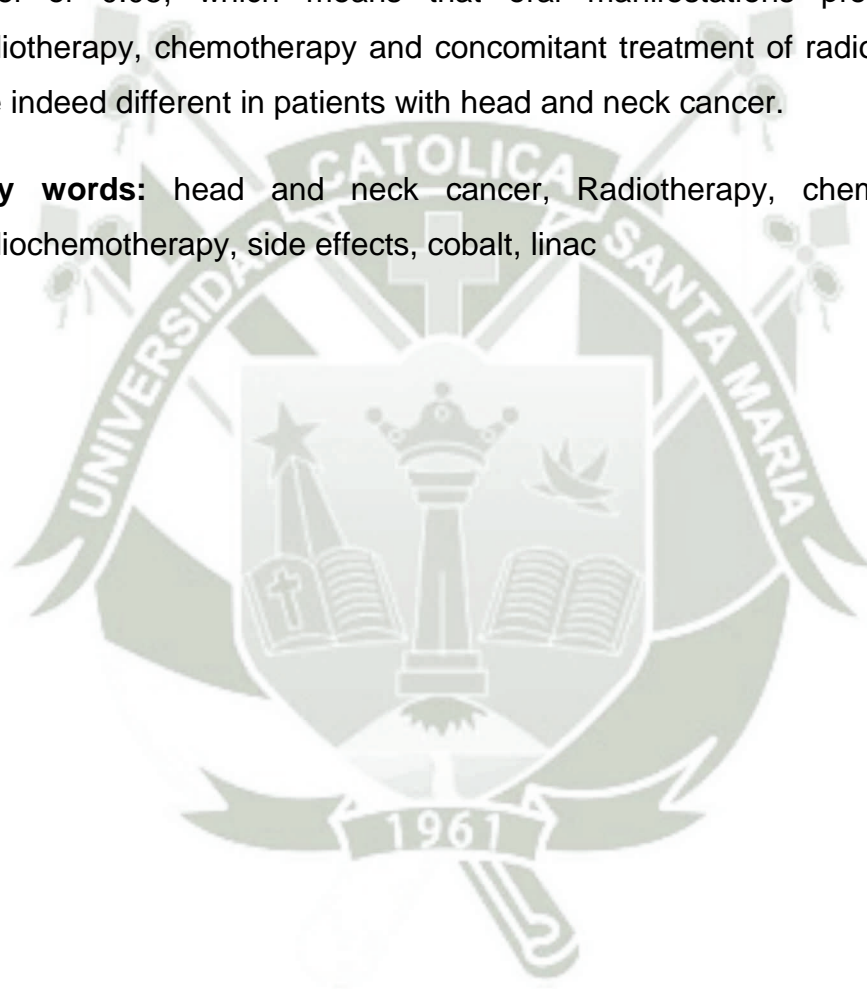 which means that oral manifestations
diotherapy, chemotherapy and concomitant treatment of radio
e indeed different in patients with head and neck cancer.
y words: head and neck cancer, Radiotherapy, chem
diochemotherapy, side effects, cobalt, linac
UNIVERSIDAD CATOLICA SANTA MARIA
1961